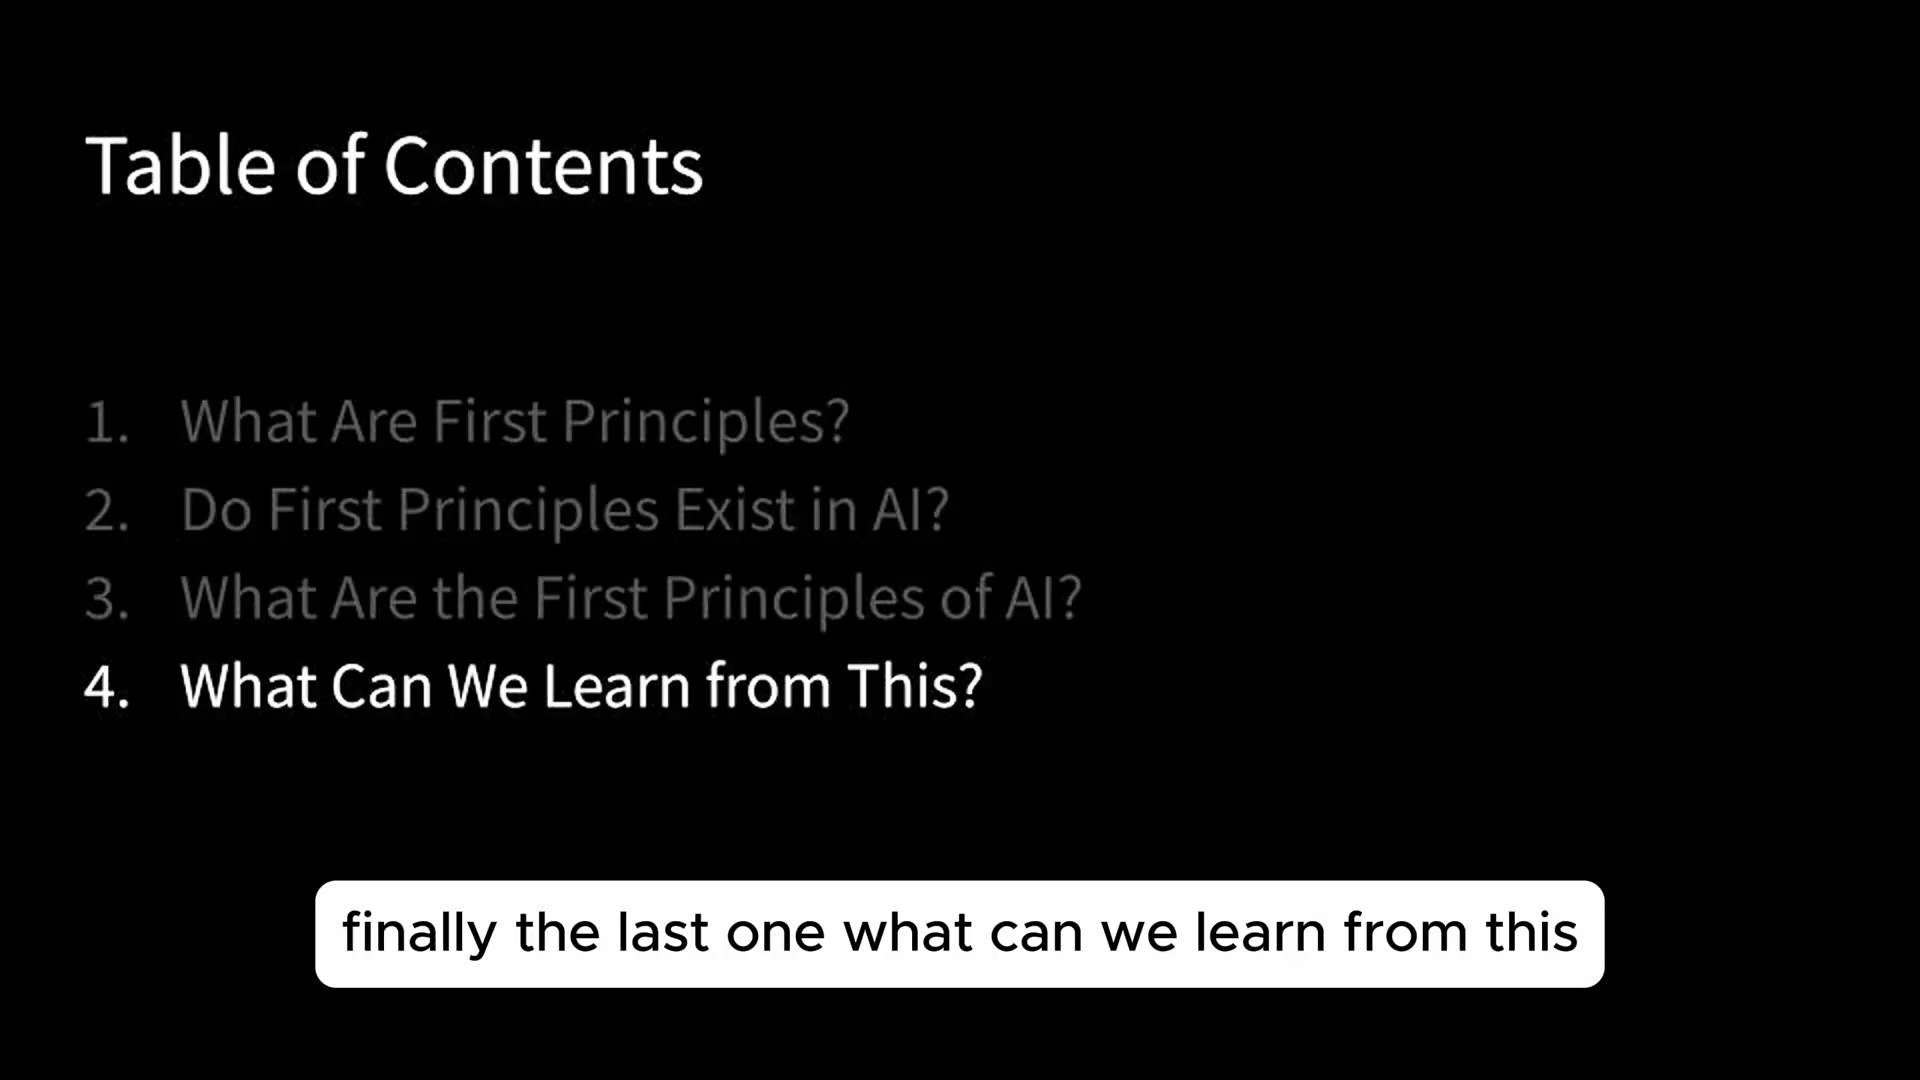 Table of Contents
1. What Are First Principles?
2. Do First Principles Exist in AI?
3. What Are the First Principles of AI?
4. What Can We Learn from This?
finally the last one what can we learn from this